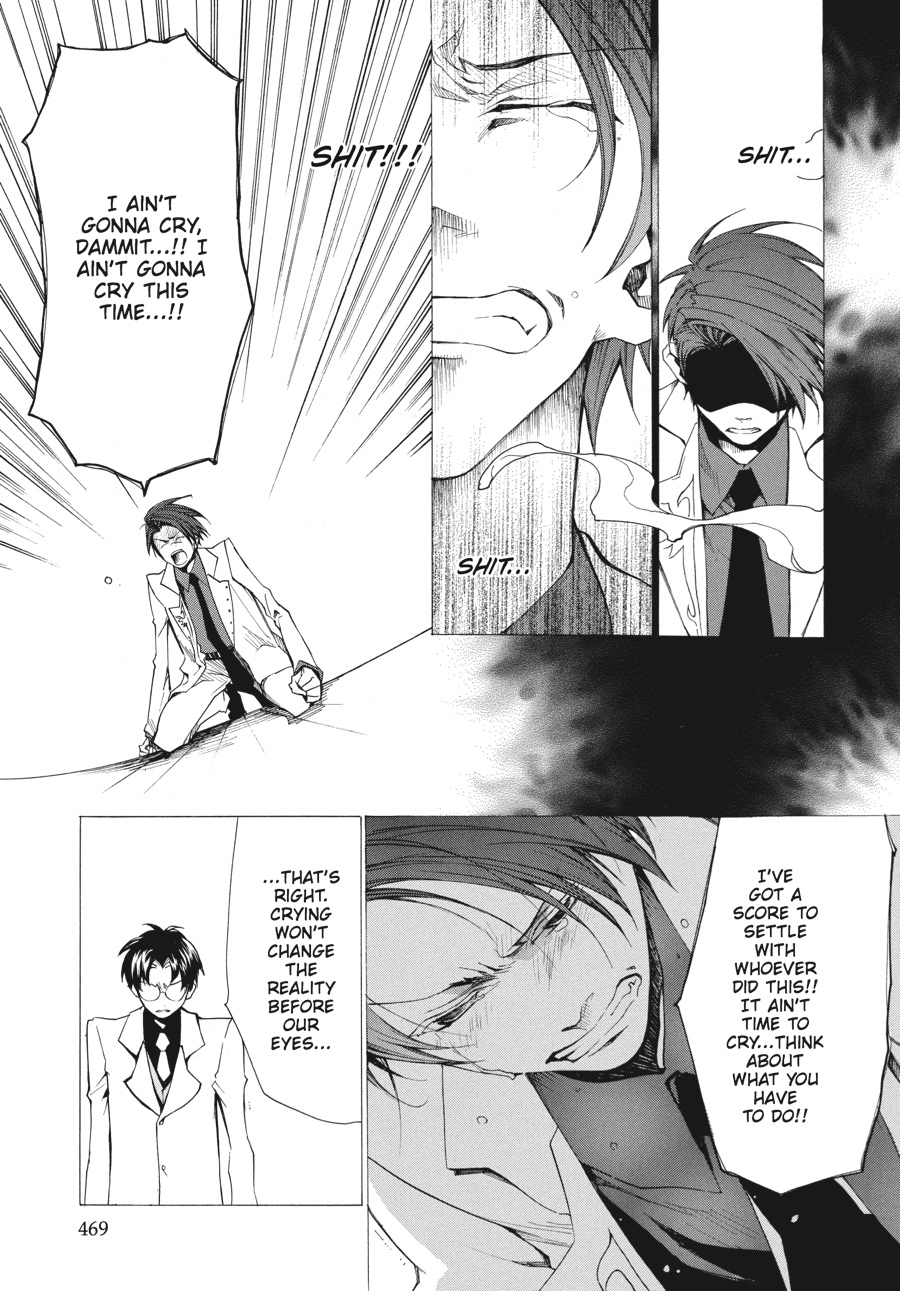 SHIT...
SHIT...
SHIT!!!
I AIN'T
GONNA CRY,
DAMMIT...!! I
AIN'T GONNA
CRY THIS
TIME...!!
I'VE
GOT A
SCORE TO
SETTLE
WITH
WHOEVER
DID THIS!!
IT AIN'T
TIME TO
CRY...THINK
ABOUT
WHAT YOU
HAVE
TO DO!!
...THAT'S
RIGHT.
CRYING
WON'T
CHANGE
THE
REALITY
BEFORE
OUR
EYES...
469